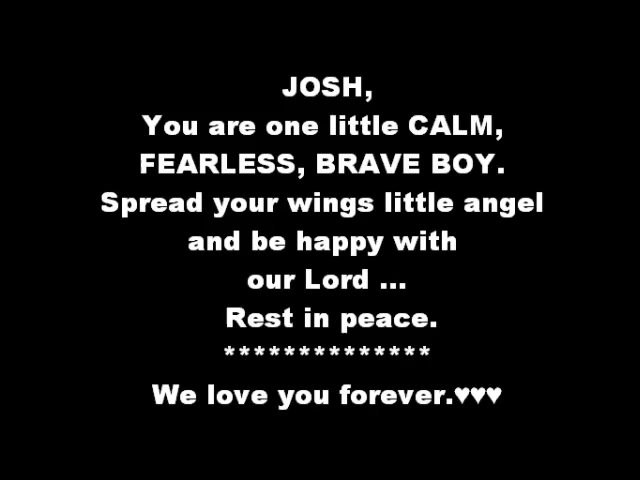 JOSH,
You are one little CALM,
FEARLESS, BRAVE BOY.
Spread your wings little angel
and be happy with
our Lord ...
Rest in peace.
**************
We love you forever.♥♥♥